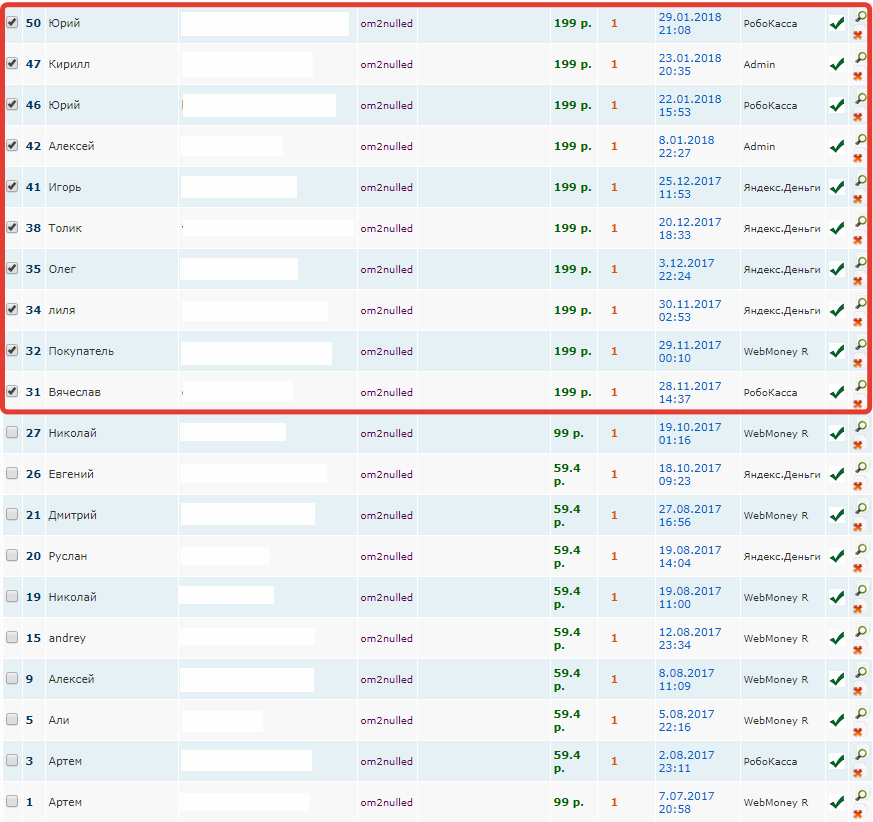 50 Юрий om2nulled 199 р. 1 29.01.2018 21:08 РобоКасса
47 Кирилл om2nulled 199 р. 1 23.01.2018 20:35 Admin
46 Юрий om2nulled 199 р. 1 22.01.2018 15:53 РобоКасса
42 Алексей om2nulled 199 р. 1 8.01.2018 22:27 Admin
41 Игорь om2nulled 199 р. 1 25.12.2017 11:53 Яндекс.Деньги
38 Толик om2nulled 199 р. 1 20.12.2017 18:33 Яндекс.Деньги
35 Олег om2nulled 199 р. 1 3.12.2017 22:24 Яндекс.Деньги
34 лиля om2nulled 199 р. 1 30.11.2017 02:53 Яндекс.Деньги
32 Покупатель om2nulled 199 р. 1 29.11.2017 00:10 WebMoney R
31 Вячеслав om2nulled 199 р. 1 28.11.2017 14:37 РобоКасса
27 Николай om2nulled 99 р. 1 19.10.2017 01:16 WebMoney R
26 Евгений om2nulled 59.4 р. 1 18.10.2017 09:23 Яндекс.Деньги
21 Дмитрий om2nulled 59.4 р. 1 27.08.2017 16:56 WebMoney R
20 Руслан om2nulled 59.4 р. 1 19.08.2017 14:04 Яндекс.Деньги
19 Николай om2nulled 59.4 р. 1 19.08.2017 11:00 WebMoney R
15 andrey om2nulled 59.4 р. 1 12.08.2017 23:34 WebMoney R
9 Алексей om2nulled 59.4 р. 1 8.08.2017 11:09 WebMoney R
5 Али om2nulled 59.4 р. 1 5.08.2017 22:16 WebMoney R
3 Артем om2nulled 59.4 р. 1 2.08.2017 23:11 РобоКасса
1 Артем om2nulled 99 р. 1 7.07.2017 20:58 WebMoney R